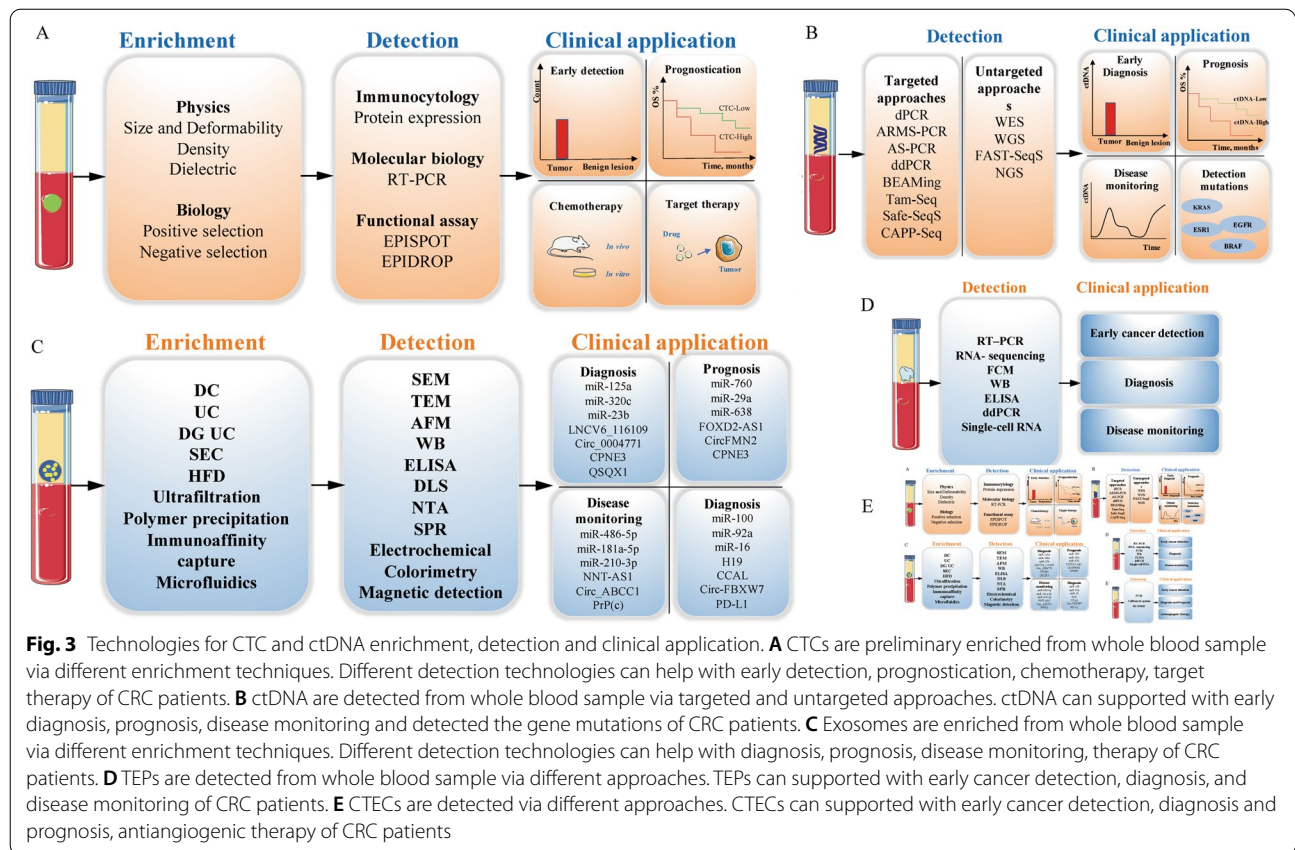 A
Enrichment
Physics
Size and Deformability
Density
Dielectric
Biology
Positive selection
Negative selection
Detection
Immunocytology
Protein expression
Molecular biology
RT-PCR
Functional assay
EPISPOT
EPIDROP
Clinical application
Early detection
Count
Tumor
Benign lesion
Prognostication
OS %
CTC-Low
CTC-High
Time, months
Chemotherapy
In vivo
In vitro
Target therapy
Drug
Tumor
B
Detection
Targeted
approaches
dPCR
ARMS-PCR
AS-PCR
ddPCR
BEAMing
Tam-Seq
Safe-SeqS
CAPP-Seq
Untargeted
approache
s
WES
WGS
FAST-SeqS
NGS
Clinical application
Early
Diagnosis
ctDNA
Tumor
Benign lesion
Prognosis
OS %
ctDNA-Low
ctDNA-High
Time, months
Disease monitoring
ctDNA
Time
Detection
mutations
KRAS
ESR1
EGFR
BRAF
C
Enrichment
DC
UC
DG UC
SEC
HFD
Ultrafiltration
Polymer precipitation
Immunoaffinity
capture
Microfluidics
Detection
SEM
TEM
AFM
WB
ELISA
DLS
NTA
SPR
Electrochemical
Colorimetry
Magnetic detection
Clinical application
Diagnosis
miR-125a
miR-320c
miR-23b
LNCV6_116109
Circ_0004771
CPNE3
QSQX1
Prognosis
miR-760
miR-29a
miR-638
FOXD2-AS1
CircFMN2
CPNE3
Disease
monitoring
miR-486-5p
miR-181a-5p
miR-210-3p
NNT-AS1
Circ_ABCC1
PrP(c)
Diagnosis
miR-100
miR-92a
miR-16
H19
CCAL
Circ-FBXW7
PD-L1
D
Detection
RT–PCR
RNA- sequencing
FCM
WB
ELISA
ddPCR
Single-cell RNA
Clinical application
Early cancer detection
Diagnosis
Disease monitoring
E
Fig. 3 Technologies for CTC and ctDNA enrichment, detection and clinical application. A CTCs are preliminary enriched from whole blood sample
via different enrichment techniques. Different detection technologies can help with early detection, prognostication, chemotherapy, target
therapy of CRC patients. B ctDNA are detected from whole blood sample via targeted and untargeted approaches. ctDNA can supported with early
diagnosis, prognosis, disease monitoring and detected the gene mutations of CRC patients. C Exosomes are enriched from whole blood sample
via different enrichment techniques. Different detection technologies can help with diagnosis, prognosis, disease monitoring, therapy of CRC
patients. D TEPs are detected from whole blood sample via different approaches. TEPs can supported with early cancer detection, diagnosis, and
disease monitoring of CRC patients. E CTECs are detected via different approaches. CTECs can supported with early cancer detection, diagnosis and
prognosis, antiangiogenic therapy of CRC patients